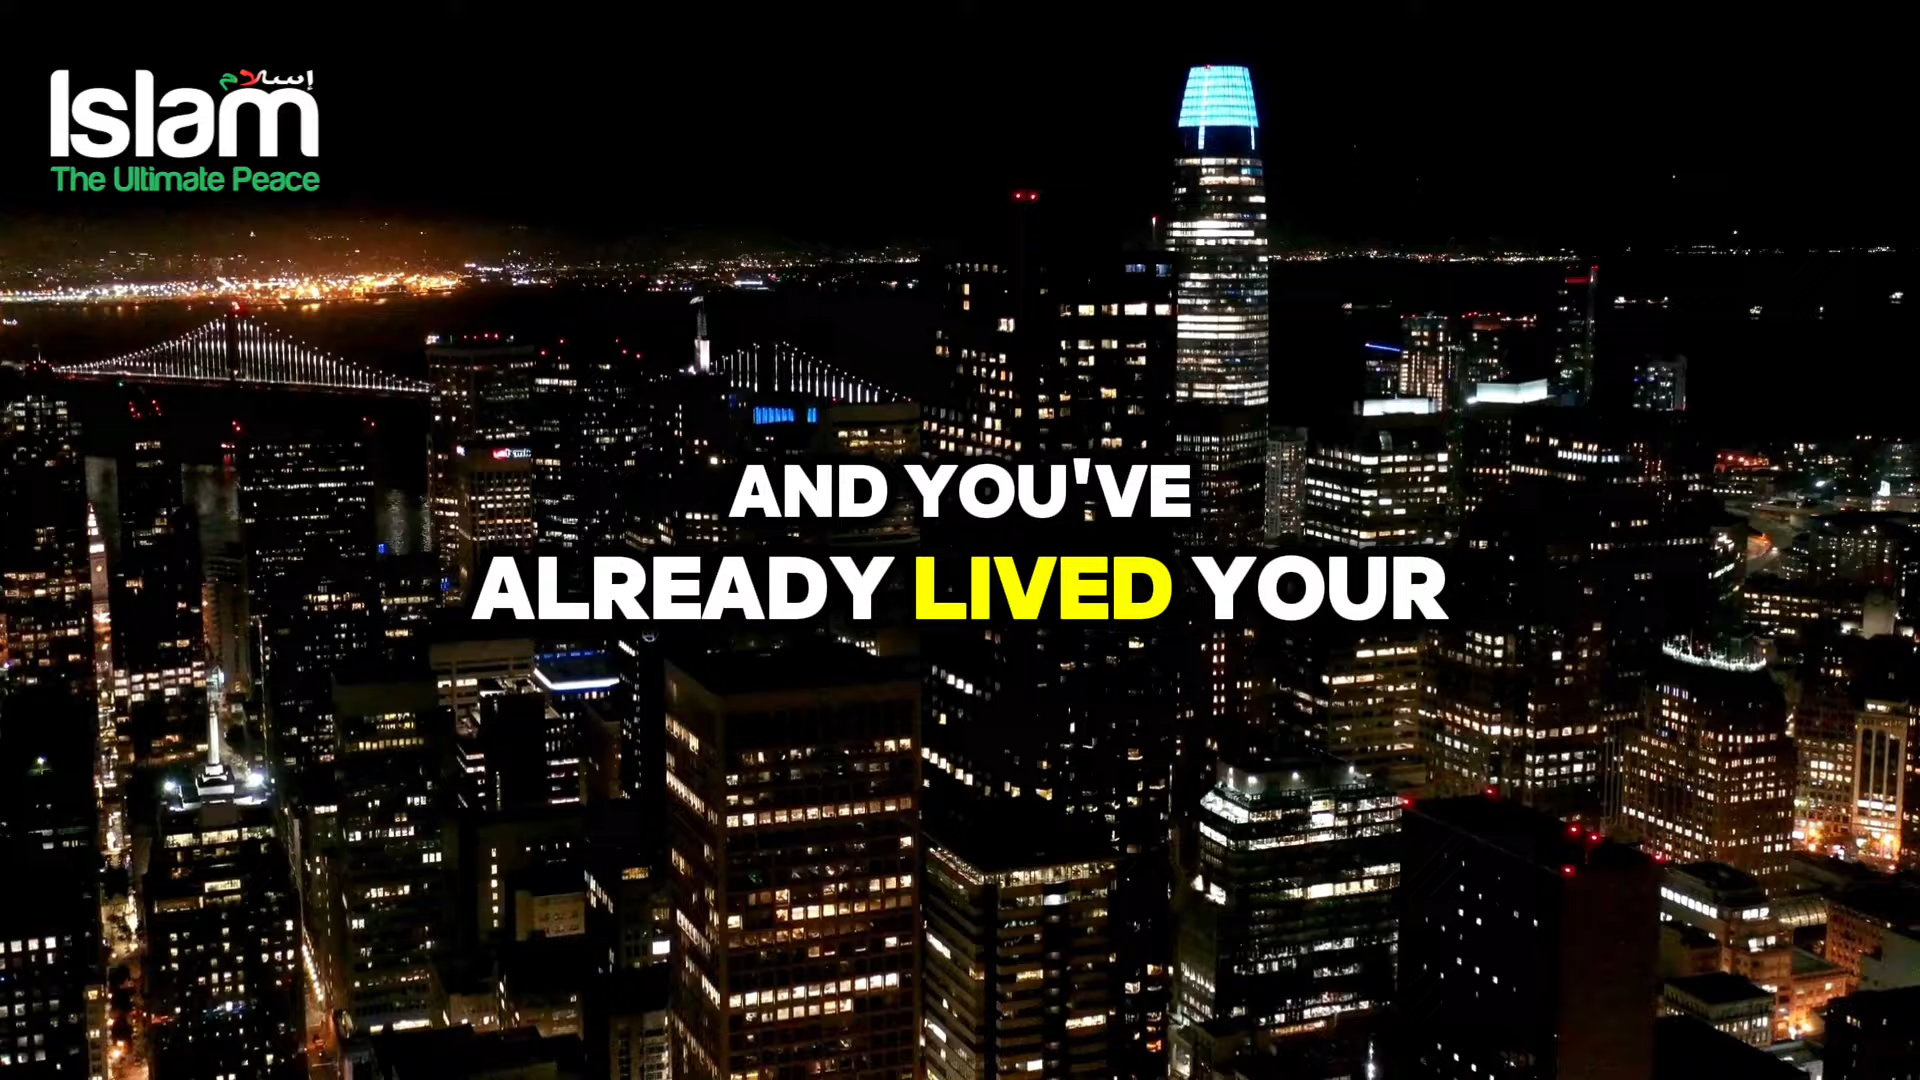 إسلام
Islam
The Ultimate Peace
AND YOU'VE
ALREADY LIVED YOUR